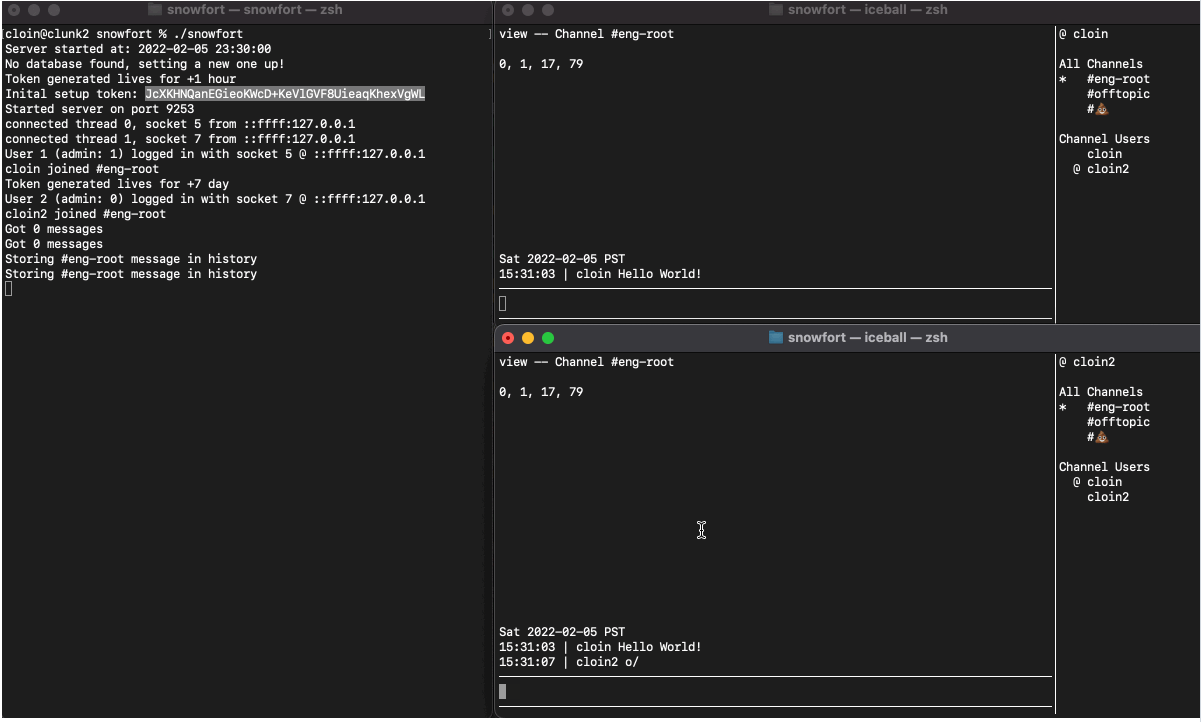 snowfort — snowfort — zsh
[cloin@clunk2 snowfort % ./snowfort ]
Server started at: 2022-02-05 23:30:00
No database found, setting a new one up!
Token generated lives for +1 hour
Inital setup token: JcXKHNQanEGieoKWcD+KeVlGVF8UieaqKhexVgWL
Started server on port 9253
connected thread 0, socket 5 from ::ffff:127.0.0.1
connected thread 1, socket 7 from ::ffff:127.0.0.1
User 1 (admin: 1) logged in with socket 5 @ ::ffff:127.0.0.1
cloin joined #eng-root
Token generated lives for +7 day
User 2 (admin: 0) logged in with socket 7 @ ::ffff:127.0.0.1
cloin2 joined #eng-root
Got 0 messages
Got 0 messages
Storing #eng-root message in history
Storing #eng-root message in history
snowfort — iceball — zsh
view -- Channel #eng-root
0, 1, 17, 79
Sat 2022-02-05 PST
15:31:03 | cloin Hello World!
@ cloin
All Channels
* #eng-root
#offtopic
#💩
Channel Users
cloin
@ cloin2
snowfort — iceball — zsh
view -- Channel #eng-root
0, 1, 17, 79
Sat 2022-02-05 PST
15:31:03 | cloin Hello World!
15:31:07 | cloin2 o/
@ cloin2
All Channels
* #eng-root
#offtopic
#💩
Channel Users
@ cloin
cloin2